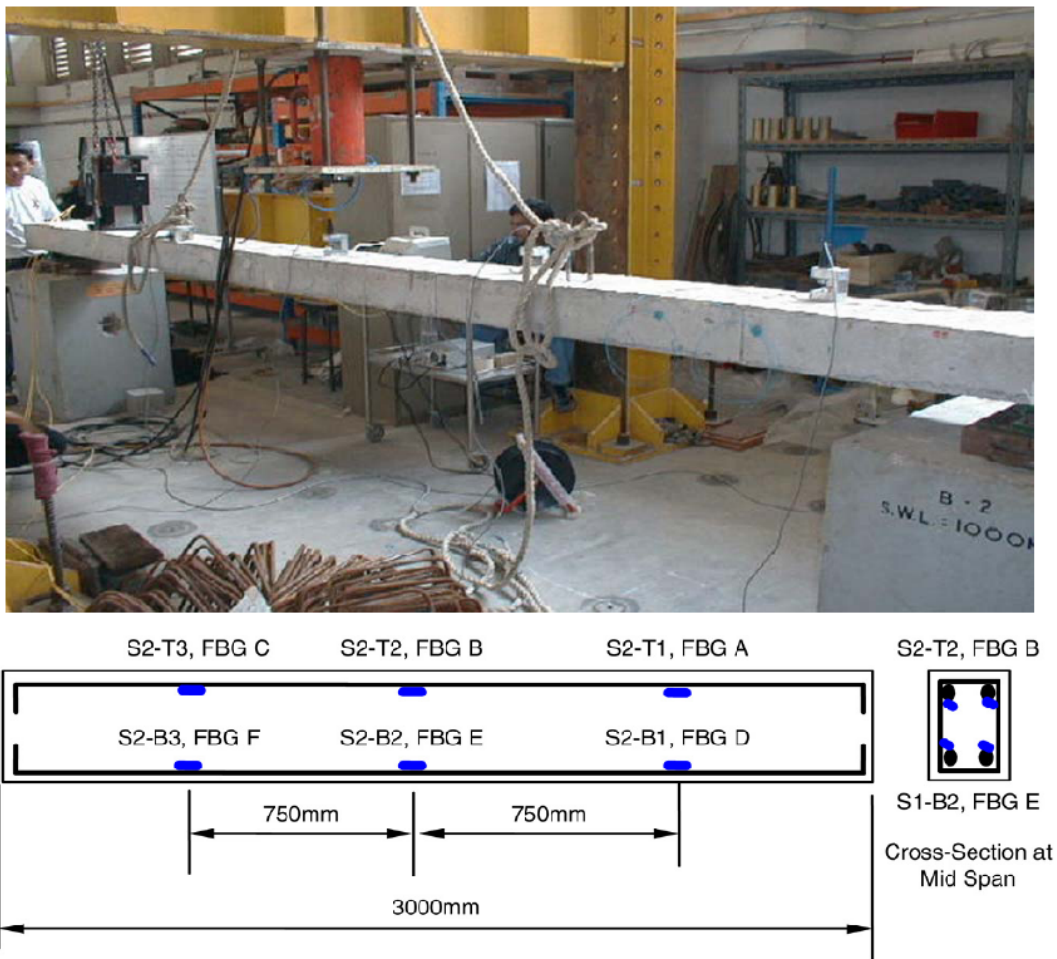 B - 2
S.W.L. = 1000K
S2-T3, FBG C
S2-T2, FBG B
S2-T1, FBG A
S2-T2, FBG B
S2-B3, FBG F
S2-B2, FBG E
S2-B1, FBG D
S1-B2, FBG E
750mm
750mm
Cross-Section at
Mid Span
3000mm